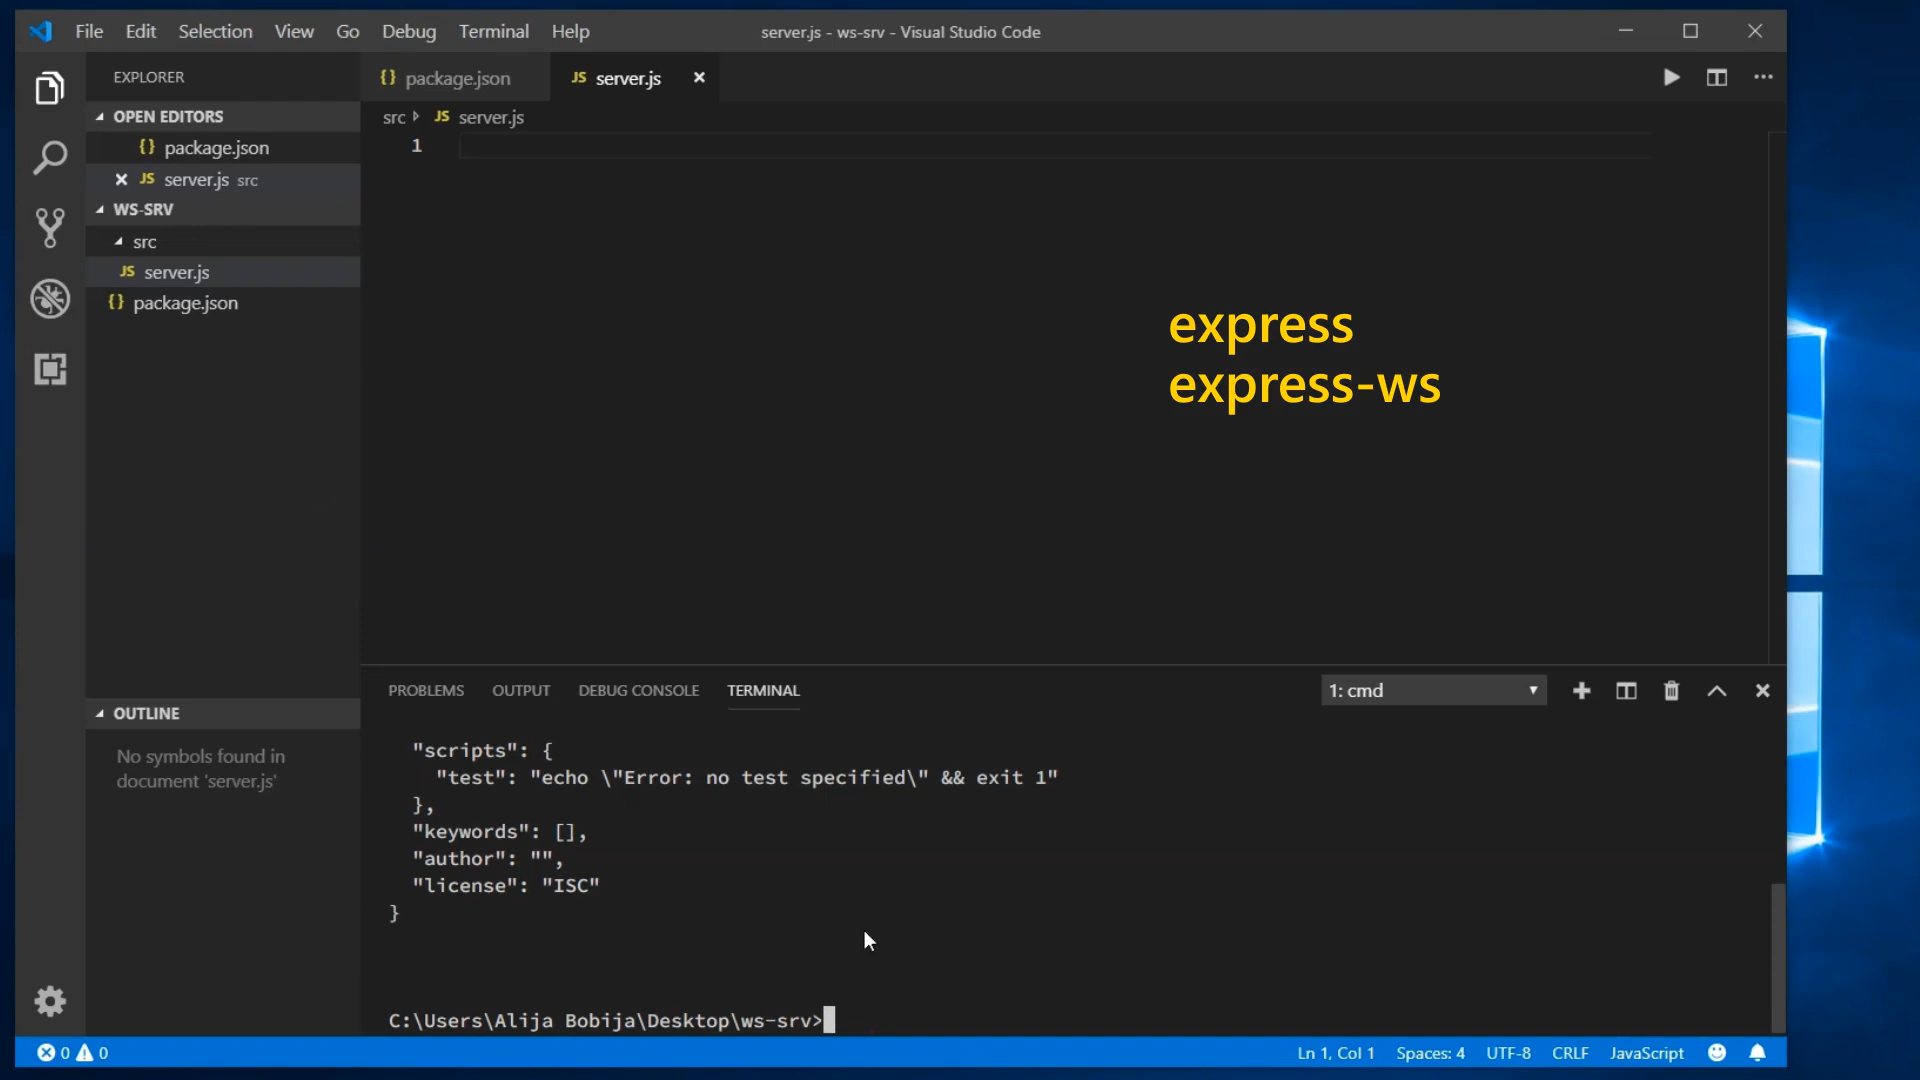 File Edit Selection View Go Debug Terminal Help
server.js - ws-srv - Visual Studio Code
EXPLORER
OPEN EDITORS
{} package.json
JS server.js src
WS-SRV
src
JS server.js
{} package.json
OUTLINE
No symbols found in
document 'server.js'
{} package.json
JS server.js
src JS server.js
1
express
express-ws
PROBLEMS OUTPUT DEBUG CONSOLE TERMINAL
1: cmd
"scripts": {
"test": "echo \"Error: no test specified\" && exit 1"
},
"keywords": [],
"author": "",
"license": "ISC"
}
C:\Users\Alija Bobija\Desktop\ws-srv>
0 0
Ln 1, Col 1 Spaces: 4 UTF-8 CRLF JavaScript